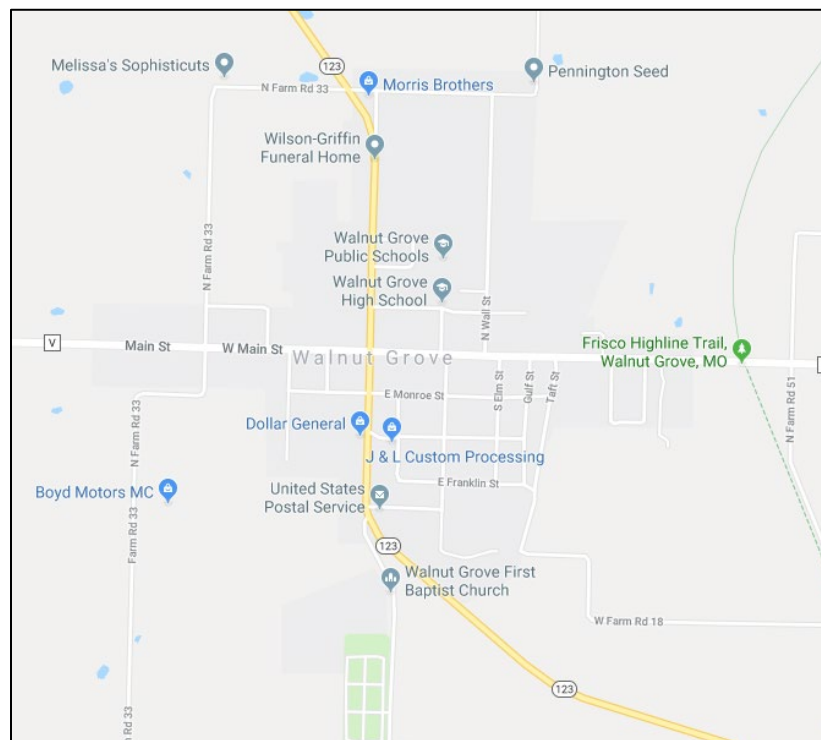 123
Melissa's Sophisticuts
Pennington Seed
N Farm Rd 33
Morris Brothers
Wilson-Griffin
Funeral Home
Walnut Grove
Public Schools
N Farm Rd 33
Walnut Grove
High School
N Wall St
V
Main St
W Main St
Walnut Grove
Frisco Highline Trail,
Walnut Grove, MO
E Monroe St
S Elm St
Gulf St
Taft St
N Farm Rd 51
N Farm Rd 33
Dollar General
J & L Custom Processing
Boyd Motors MC
United States
Postal Service
E Franklin St
Farm Rd 33
123
Walnut Grove First
Baptist Church
W Farm Rd 18
123
Farm Rd 33